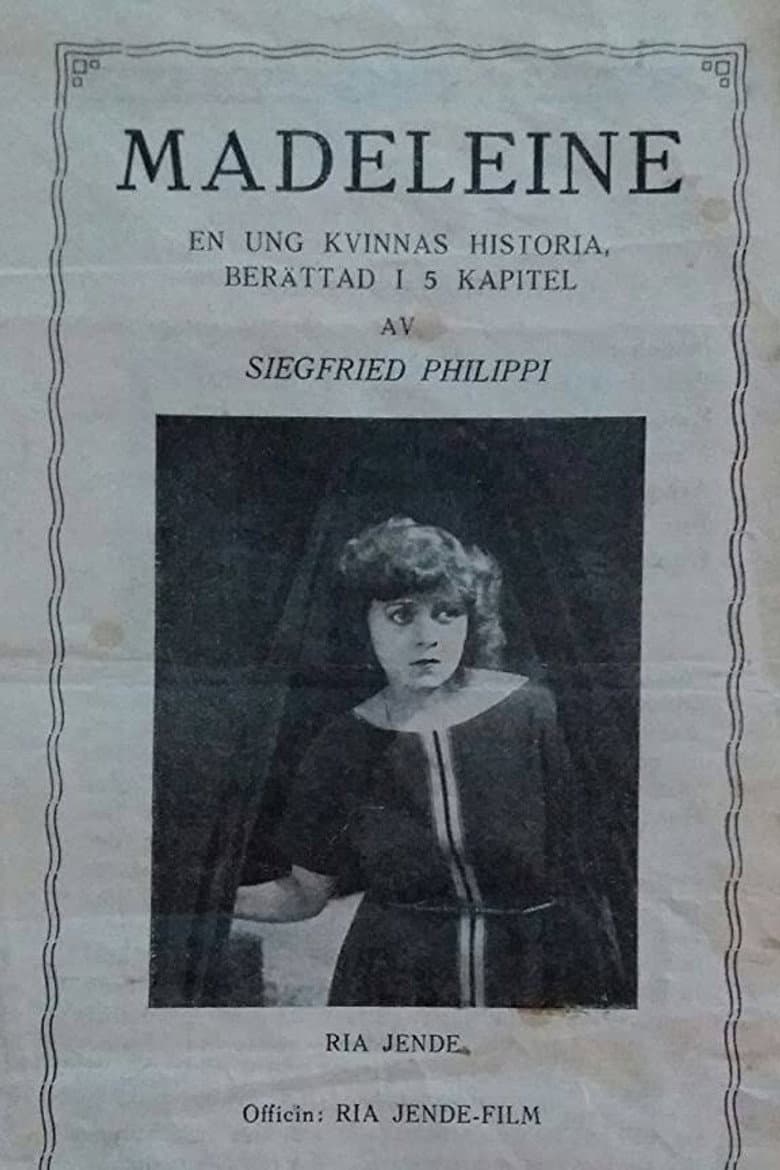 MADELEINE
EN UNG KVINNAS HISTORIA,
BERÄTTAD I 5 KAPITEL
AV
SIEGFRIED PHILIPPI
RIA JENDE
Officin: RIA JENDE-FILM